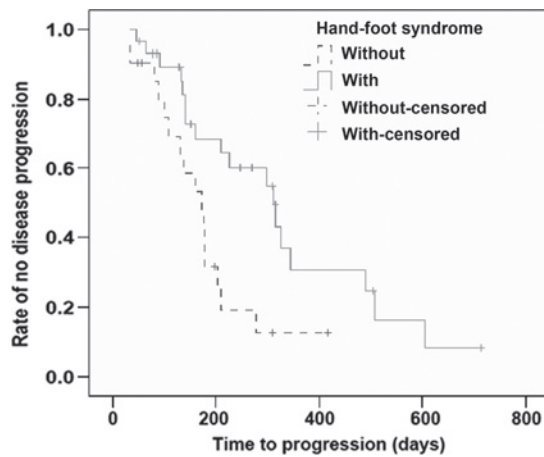 Hand-foot syndrome
Without
With
Without-censored
With-censored
Rate of no disease progression
1.0
0.8
0.6
0.4
0.2
0.0
0
200
400
600
800
Time to progression (days)